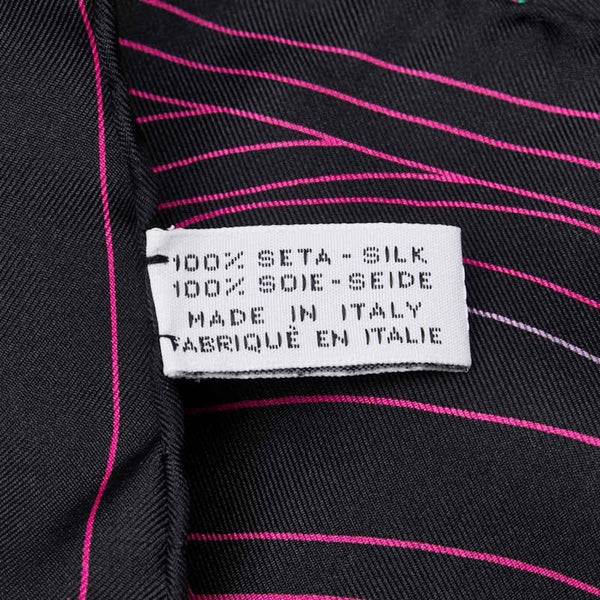 100% SETA - SILK
100% SOIE - SEIDE
MADE IN ITALY
FABRIQUÈ EN ITALIE